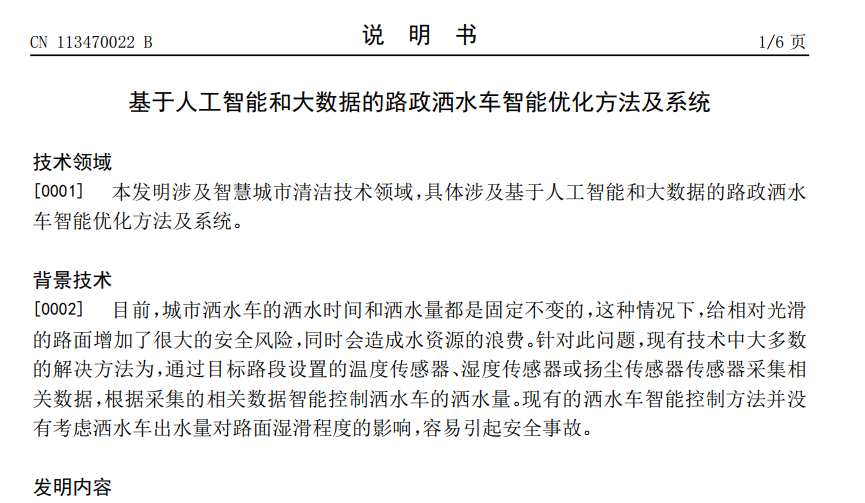 CN 113470022 B
说 明 书
1/6 页
基于人工智能和大数据的路政洒水车智能优化方法及系统
技术领域
[0001] 本发明涉及智慧城市清洁技术领域,具体涉及基于人工智能和大数据的路政洒水
车智能优化方法及系统。
背景技术
[0002] 目前,城市洒水车的洒水时间和洒水量都是固定不变的,这种情况下,给相对光滑
的路面增加了很大的安全风险,同时会造成水资源的浪费。针对此问题,现有技术中大多数
的解决方法为,通过目标路段设置的温度传感器、湿度传感器或扬尘传感器传感器采集相
关数据,根据采集的相关数据智能控制洒水车的洒水量。现有的洒水车智能控制方法并没
有考虑洒水车出水量对路面湿滑程度的影响,容易引起安全事故。
发明内容